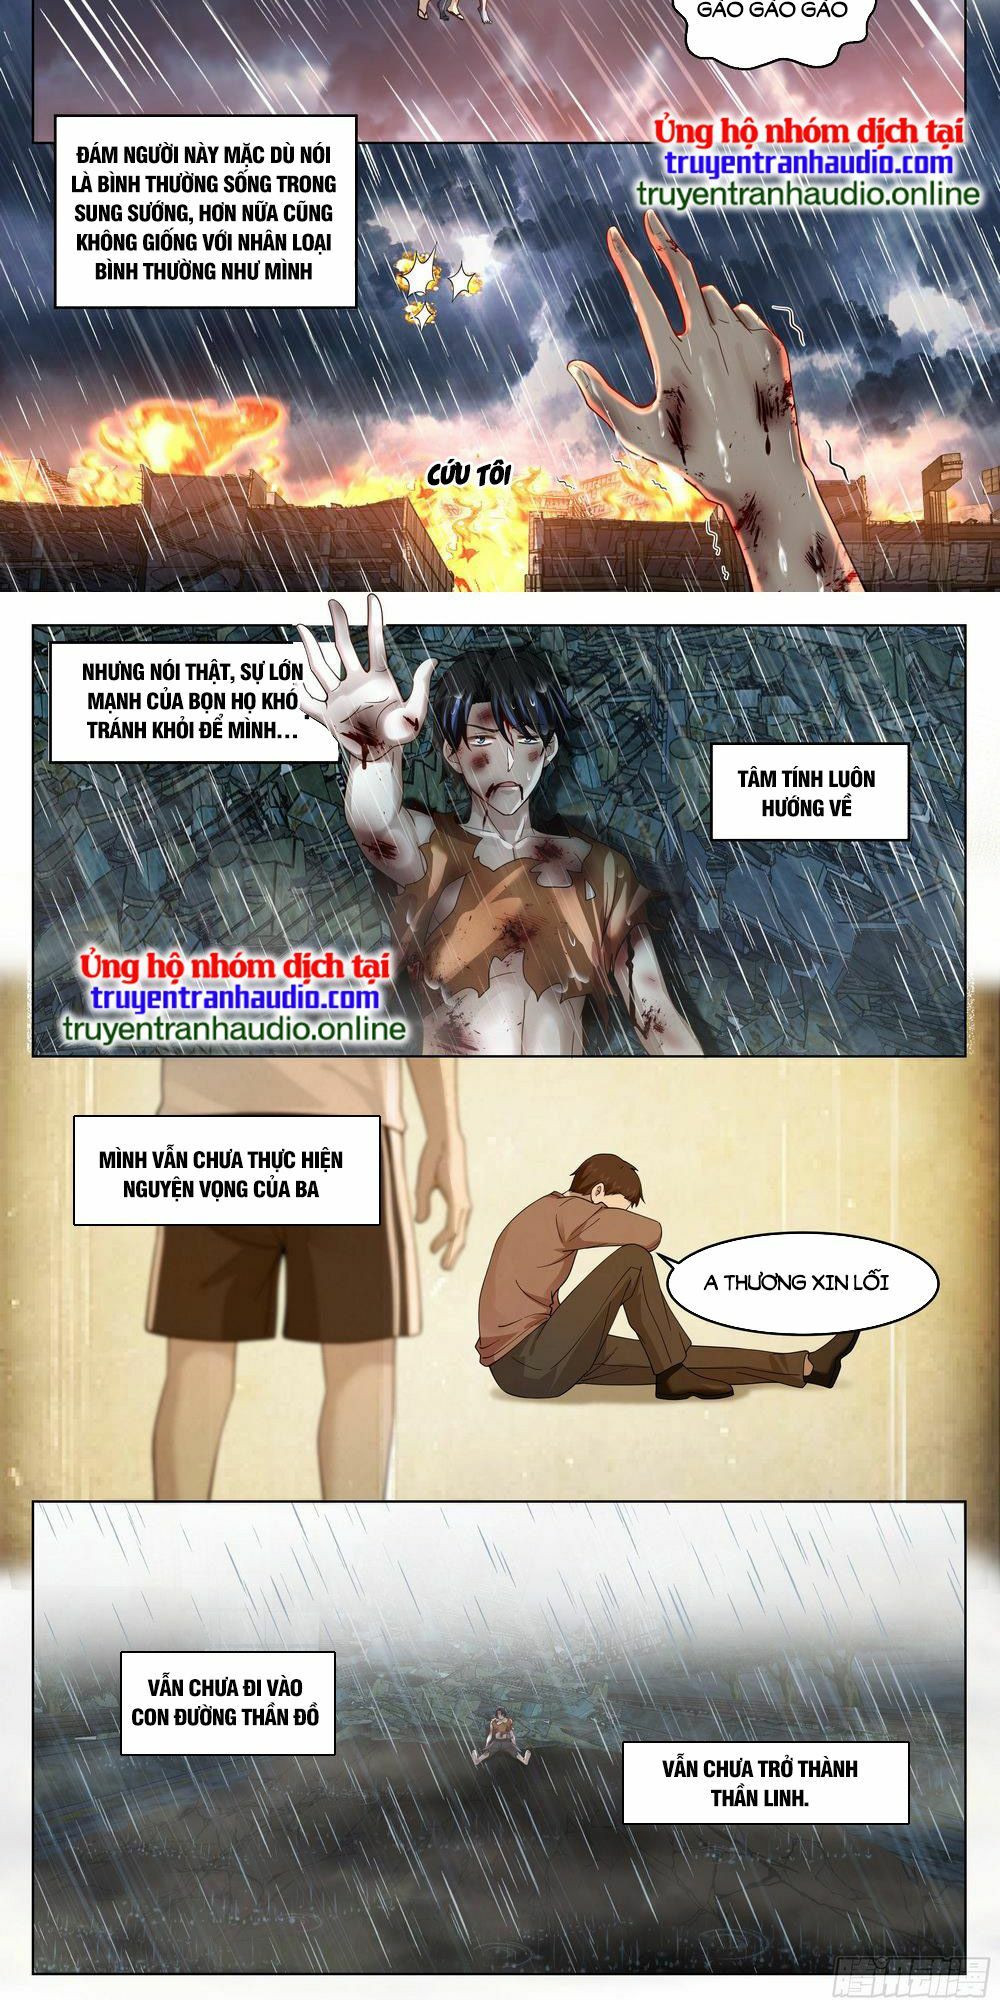 GÀO GÀO GÀO
Ủng hộ nhóm dịch tại
truyentranhaudio.com
truyentranhaudio.online
ĐÁM NGƯỜI NÀY MẶC DÙ NÓI
LÀ BÌNH THƯỜNG SỐNG TRONG
SUNG SƯỚNG, HƠN NỮA CŨNG
KHÔNG GIỐNG VỚI NHÂN LOẠI
BÌNH THƯỜNG NHƯ MÌNH
CỨU TÔI
NHƯNG NÓI THẬT, SỰ LỚN
MẠNH CỦA BỌN HỌ KHÓ
TRÁNH KHỎI ĐỂ MÌNH...
TÂM TÍNH LUÔN
HƯỚNG VỀ
Ủng hộ nhóm dịch tại
truyentranhaudio.com
truyentranhaudio.online
MÌNH VẪN CHƯA THỰC HIỆN
NGUYỆN VỌNG CỦA BA
A THƯƠNG XIN LỖI
VẪN CHƯA ĐI VÀO
CON ĐƯỜNG THẦN ĐỒ
VẪN CHƯA TRỞ THÀNH
THẦN LINH.
腾讯动漫